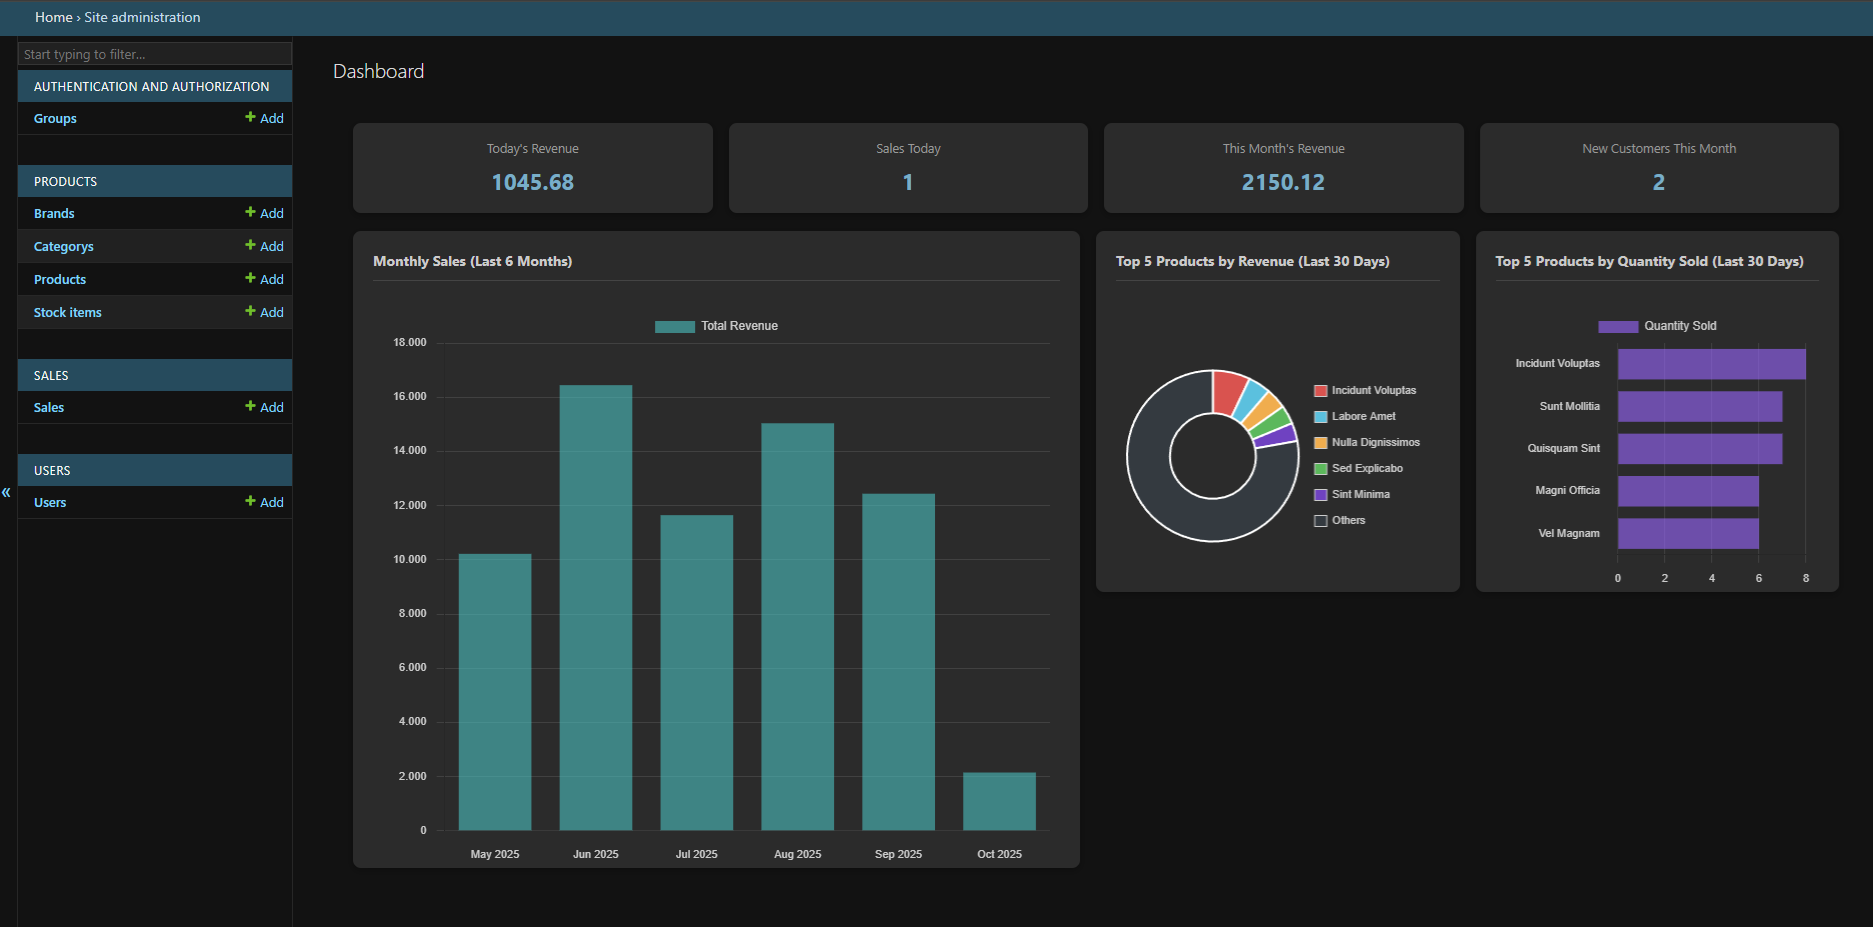 Home › Site administration
Start typing to filter...
AUTHENTICATION AND AUTHORIZATION
Groups + Add
PRODUCTS
Brands + Add
Categorys + Add
Products + Add
Stock items + Add
SALES
Sales + Add
USERS
Users + Add
«
Dashboard
Today's Revenue
1045.68
Sales Today
1
This Month's Revenue
2150.12
New Customers This Month
2
Monthly Sales (Last 6 Months)
Total Revenue
18.000
16.000
14.000
12.000
10.000
8.000
6.000
4.000
2.000
0
May 2025 Jun 2025 Jul 2025 Aug 2025 Sep 2025 Oct 2025
Top 5 Products by Revenue (Last 30 Days)
Incidunt Voluptas
Labore Amet
Nulla Dignissimos
Sed Explicabo
Sint Minima
Others
Top 5 Products by Quantity Sold (Last 30 Days)
Quantity Sold
Incidunt Voluptas
Sunt Mollitia
Quisquam Sint
Magni Officia
Vel Magnam
0 2 4 6 8